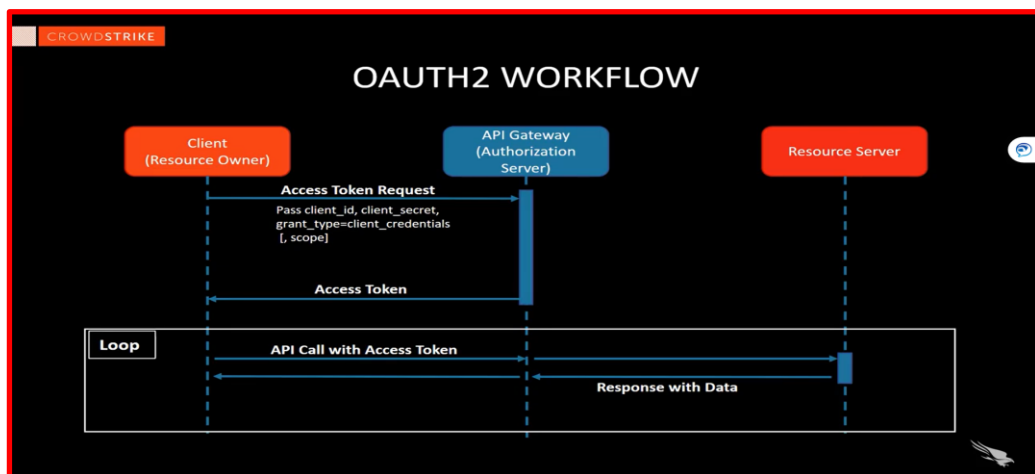 CROWDSTRIKE
OAUTH2 WORKFLOW
Client
(Resource Owner)
API Gateway
(Authorization
Server)
Resource Server
Access Token Request
Pass client_id, client_secret,
grant_type=client_credentials
[, scope]
Access Token
Loop
API Call with Access Token
Response with Data